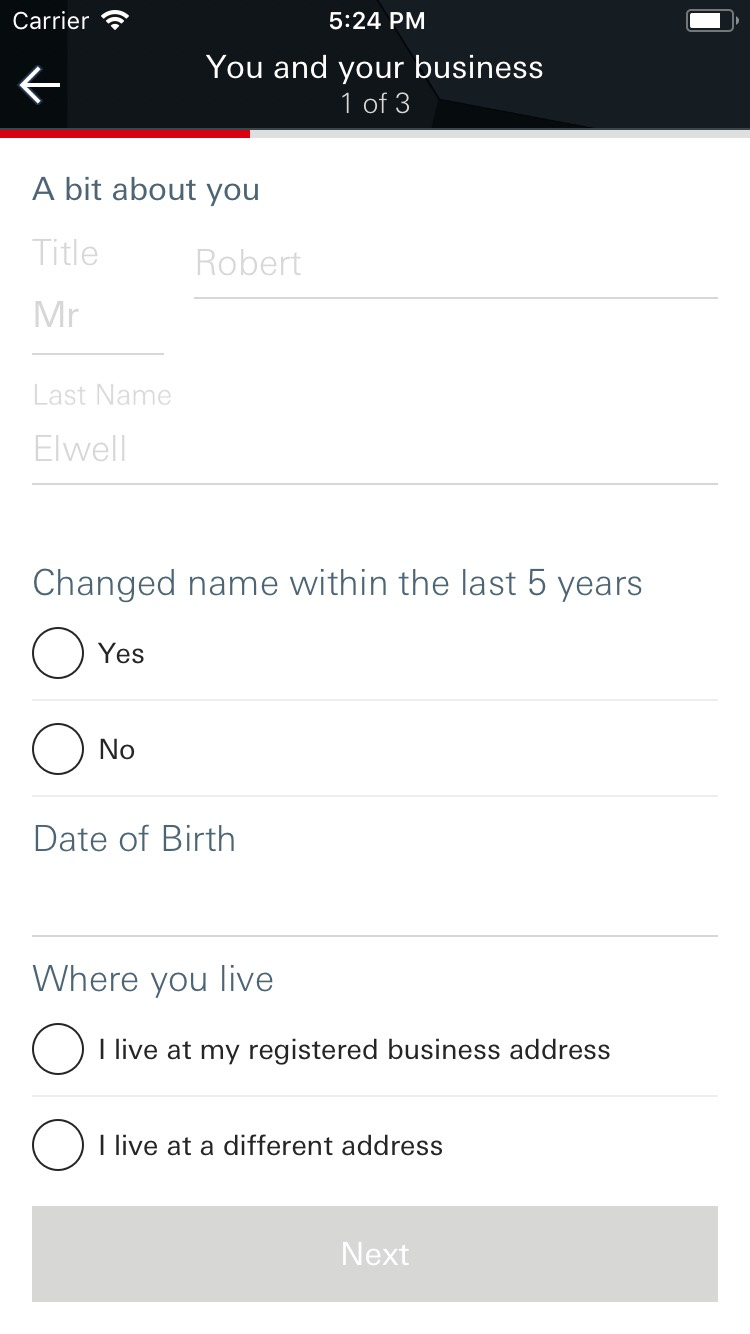 Carrier 5:24 PM
You and your business
1 of 3
A bit about you
Title
Robert
Mr
Last Name
Elwell
Changed name within the last 5 years
Yes
No
Date of Birth
Where you live
I live at my registered business address
I live at a different address
Next